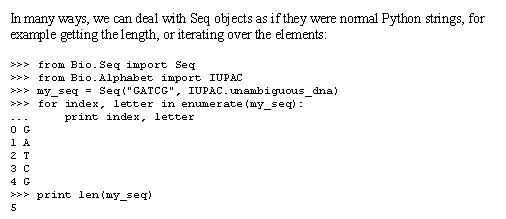 In many ways, we can deal with Seq objects as if they were normal Python strings, for
example getting the length, or iterating over the elements:
>>> from Bio.Seq import Seq
>>> from Bio.Alphabet import IUPAC
>>> my_seq = Seq("GATCG", IUPAC.unambiguous_dna)
>>> for index, letter in enumerate(my_seq):
...     print index, letter
0 G
1 A
2 T
3 C
4 G
>>> print len(my_seq)
5